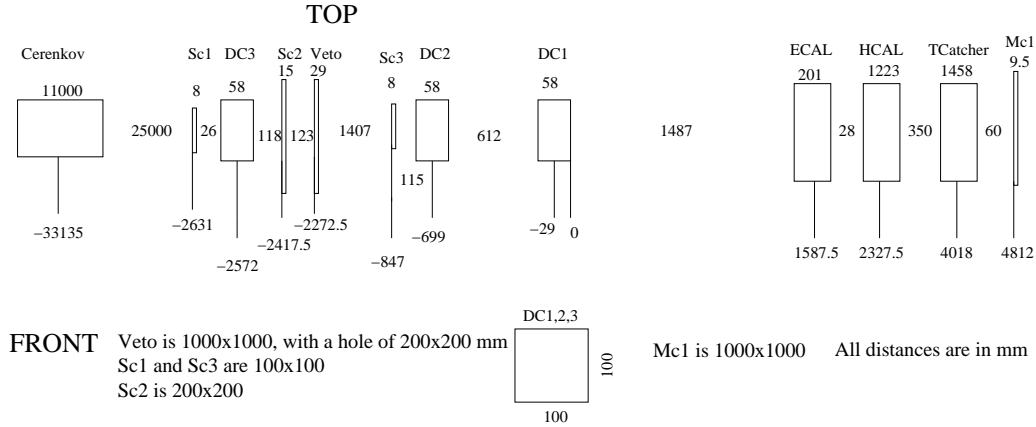 TOP
Cerenkov Sc1 DC3 Sc2 Veto Sc3 DC2 DC1 ECAL HCAL TCatcher Mc1
11000 8 58 15 29 8 58 58 201 1223 1458 9.5
25000 26 118 123 1407 115 612 1487 28 350 60
−33135 −2631 −2572 −2417.5 −2272.5 −847 −699 −29 0 1587.5 2327.5 4018 4812
FRONT
Veto is 1000x1000, with a hole of 200x200 mm
Sc1 and Sc3 are 100x100
Sc2 is 200x200
DC1,2,3
100
100
Mc1 is 1000x1000 All distances are in mm